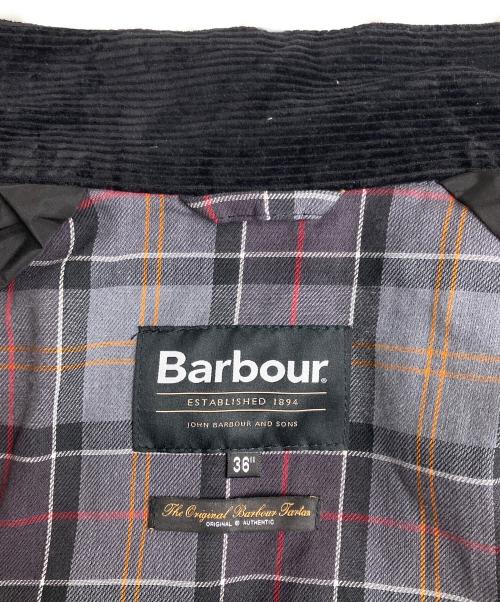 Barbour®
ESTABLISHED 1894
JOHN BARBOUR AND SONS
36"
The Original Barbour Tartan
ORIGINAL & AUTHENTIC